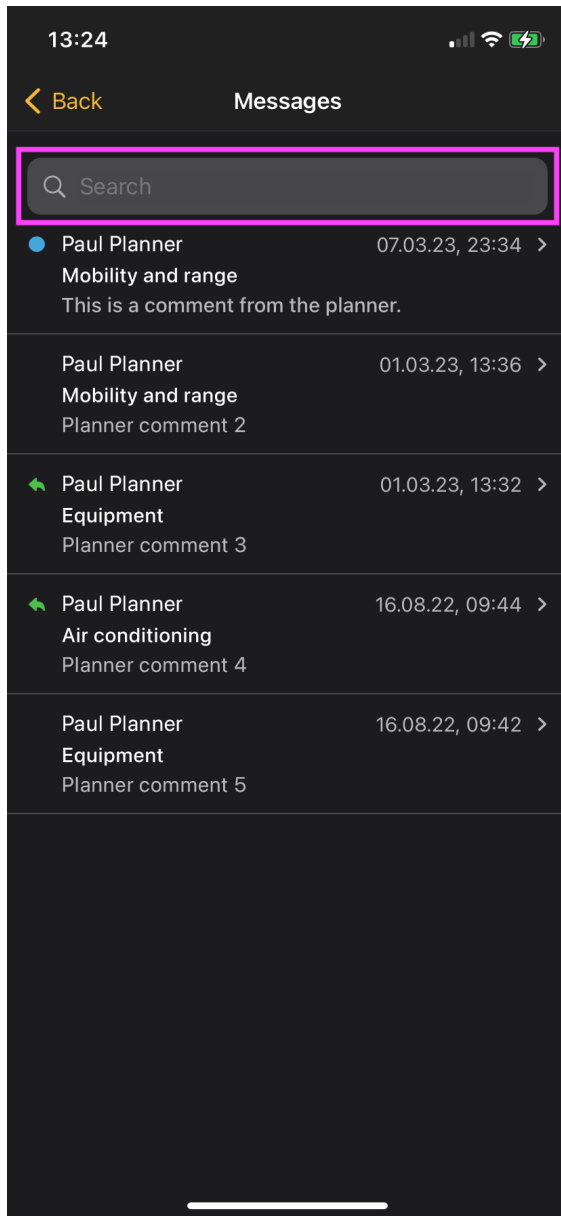 13:24
Back Messages
Search
Paul Planner 07.03.23, 23:34
Mobility and range
This is a comment from the planner.
Paul Planner 01.03.23, 13:36
Mobility and range
Planner comment 2
Paul Planner 01.03.23, 13:32
Equipment
Planner comment 3
Paul Planner 16.08.22, 09:44
Air conditioning
Planner comment 4
Paul Planner 16.08.22, 09:42
Equipment
Planner comment 5